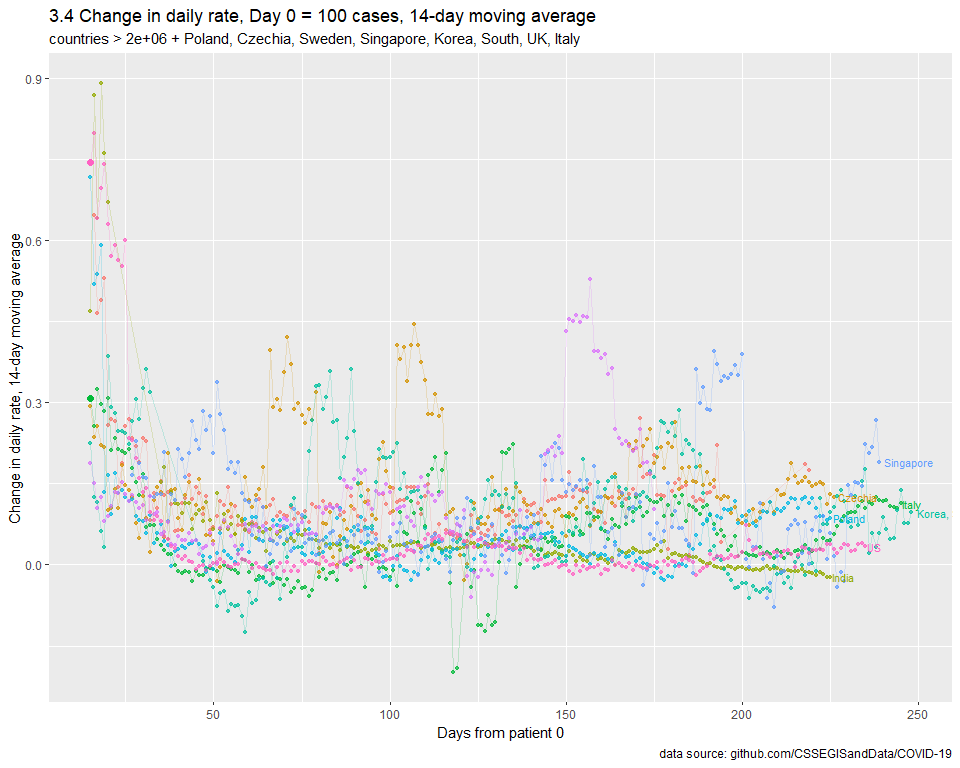 3.4 Change in daily rate, Day 0 = 100 cases, 14-day moving average
countries > 2e+06 + Poland, Czechia, Sweden, Singapore, Korea, South, UK, Italy
Change in daily rate, 14-day moving average
0.9
0.6
0.3
0.0
Singapore
Czechia
Italy
Korea,
Poland
US
India
50
100
150
200
250
Days from patient 0
data source: github.com/CSSEGISandData/COVID-19